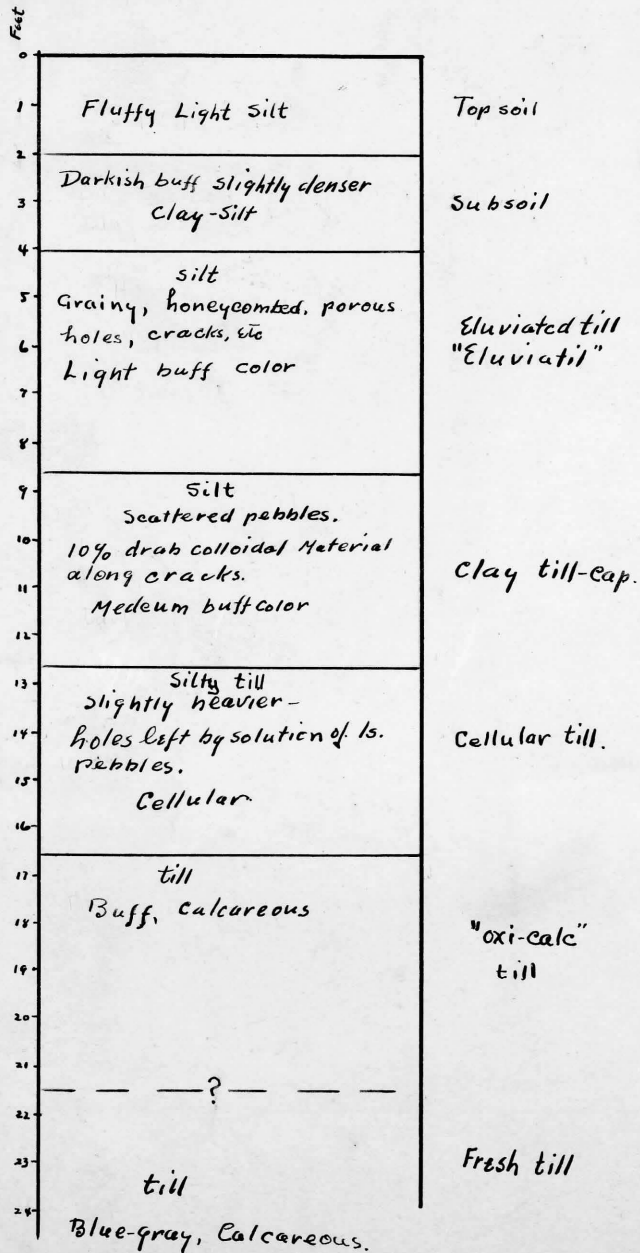 Feet
0
1
Fluffy Light Silt
Top soil
2
Darkish buff slightly denser
3
Clay-Silt
Subsoil
4
silt
5
Grainy, honeycombed, porous
holes, cracks, etc
Eluviated till
6
"Eluviatil"
Light buff color
7
8
9
Silt
Scattered pebbles.
10
10% drab colloidal Material
along cracks.
Clay till-cap.
11
Medeum buff color
12
13
Silty till
slightly heavier-
14
holes left by solution of ls.
Cellular till.
pebbles.
15
Cellular
16
17
till
Buff, Calcareous
18
"oxi-calc"
19
till
20
21
?
22
23
Fresh till
till
24
Blue-gray, Calcareous.